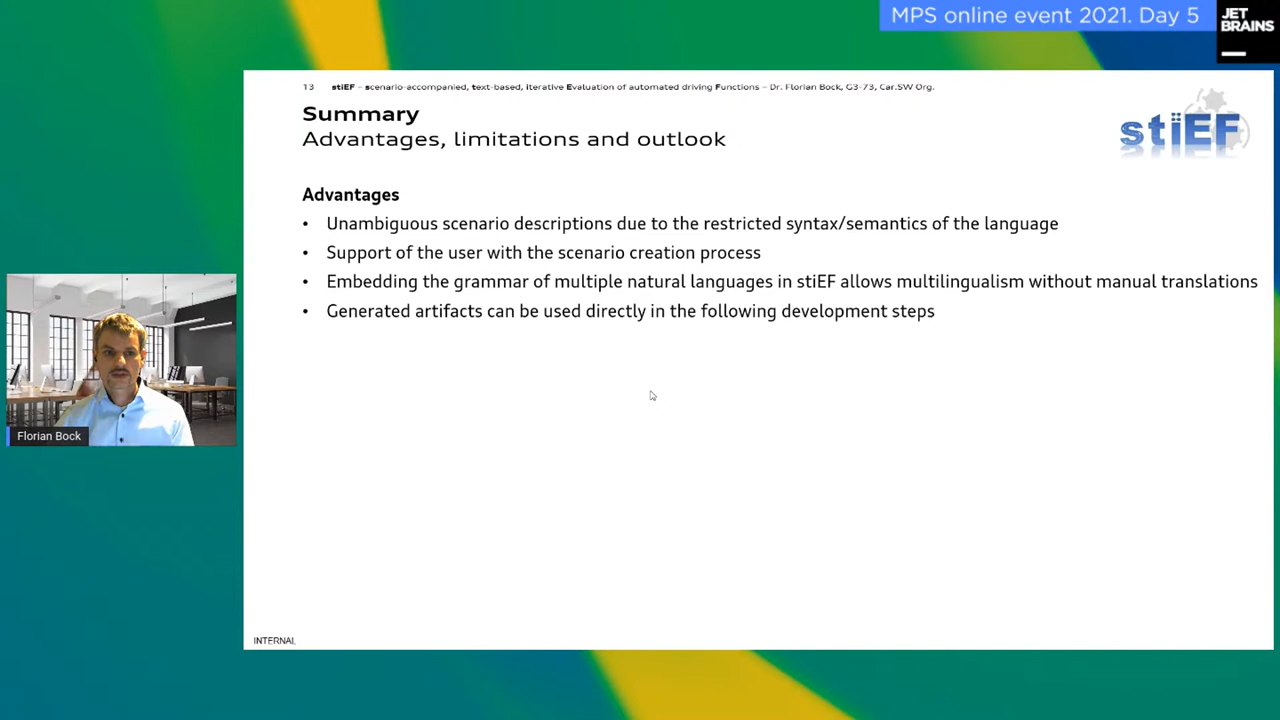 MPS online event 2021. Day 5
JET
BRAINS
13 stiEF – scenario-accompanied, text-based, iterative Evaluation of automated driving Functions – Dr. Florian Bock, G3-73, Car.SW Org.
Summary
Advantages, limitations and outlook
stiEF
Advantages
• Unambiguous scenario descriptions due to the restricted syntax/semantics of the language
• Support of the user with the scenario creation process
• Embedding the grammar of multiple natural languages in stiEF allows multilingualism without manual translations
• Generated artifacts can be used directly in the following development steps
Florian Bock
INTERNAL